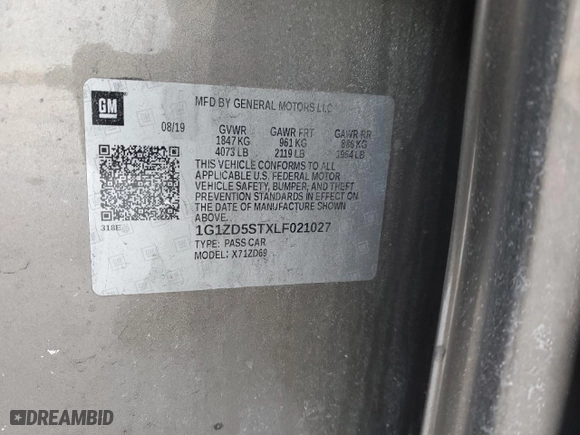 GM
MFD BY GENERAL MOTORS LLC
08/19 GVWR GAWR FRT GAWR RR
1847 KG 961 KG 886 KG
4073 LB 2119 LB 1954 LB
THIS VEHICLE CONFORMS TO ALL
APPLICABLE U.S. FEDERAL MOTOR
VEHICLE SAFETY, BUMPER, AND THEFT
PREVENTION STANDARDS IN EFFECT ON
THE DATE OF MANUFACTURE SHOWN
ABOVE.
318E 1G1ZD5STXLF021027
TYPE: PASS CAR
MODEL: X71ZD69
DREAMBID